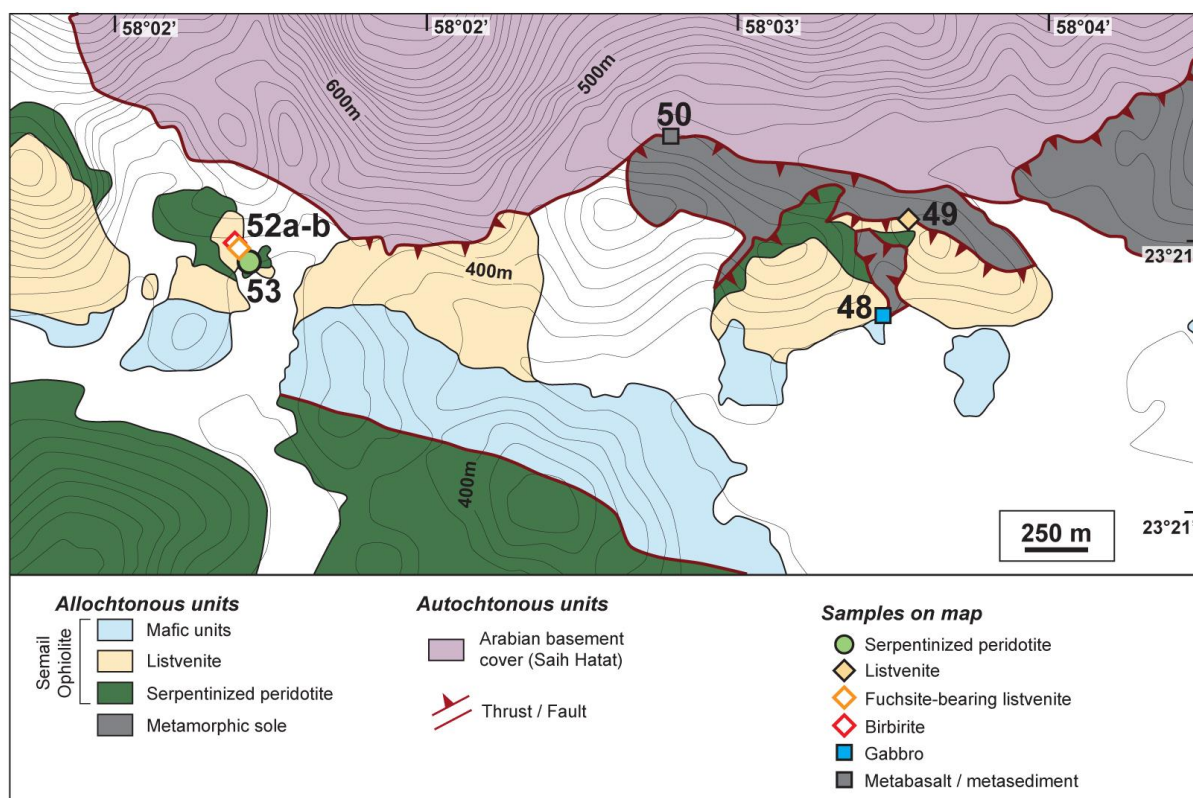 58°02’
58°02’
58°03’
58°04’
600m
500m
50
49
52a-b
53
400m
48
23°21’
400m
23°21’
250 m
Allochtonous units
Semail
Ophiolite
Mafic units
Listvenite
Serpentinized peridotite
Metamorphic sole
Autochtonous units
Arabian basement
cover (Saih Hatat)
Thrust / Fault
Samples on map
Serpentinized peridotite
Listvenite
Fuchsite-bearing listvenite
Birbirite
Gabbro
Metabasalt / metasediment